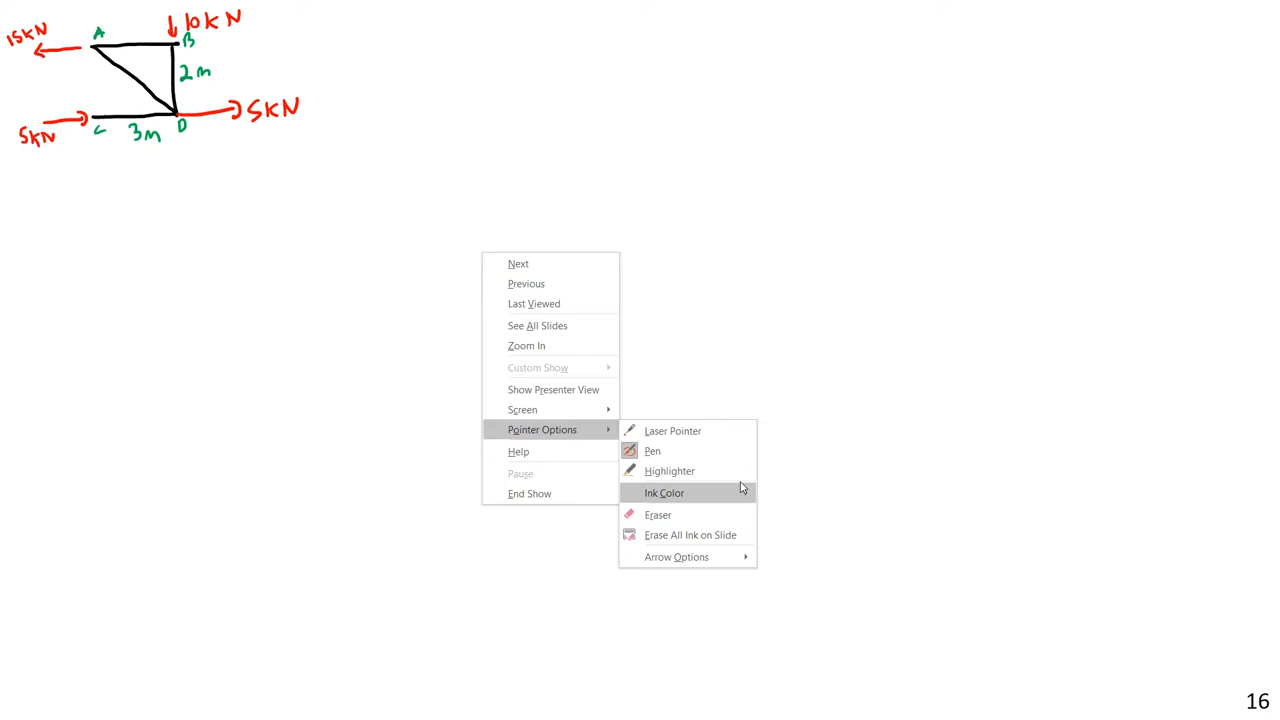 15KN
A
10KN
B
2m
5KN
5KN
C
3m
D
Next
Previous
Last Viewed
See All Slides
Zoom In
Custom Show
Show Presenter View
Screen
Pointer Options
Help
Pause
End Show
Laser Pointer
Pen
Highlighter
Ink Color
Eraser
Erase All Ink on Slide
Arrow Options
16